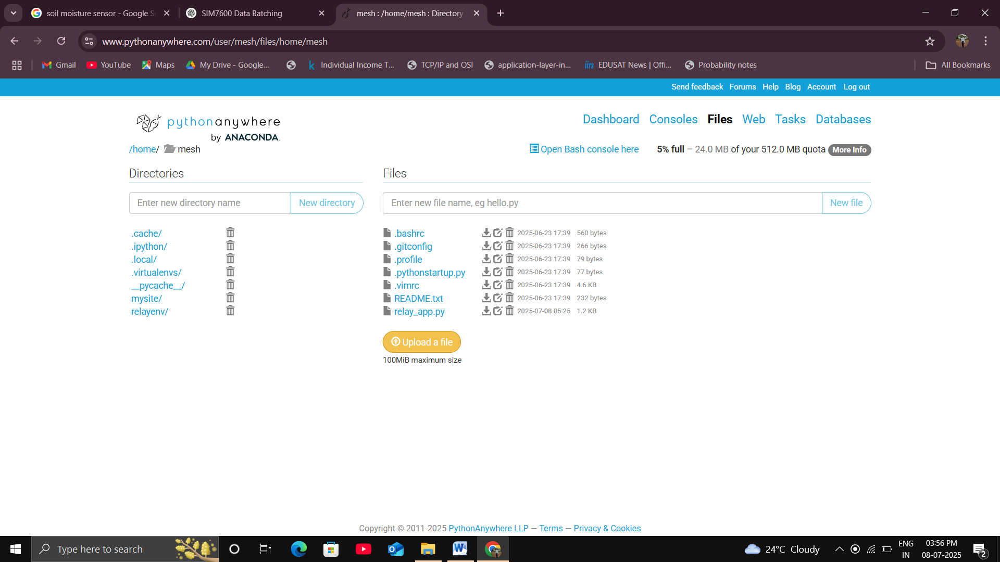 soil moisture sensor - Google S
SIM7600 Data Batching
mesh : /home/mesh : Directory
www.pythonanywhere.com/user/mesh/files/home/mesh
Gmail
YouTube
Maps
My Drive - Google...
Individual Income T...
TCP/IP and OSI
application-layer-in...
iirs
EDUSAT News | Offi...
Probability notes
All Bookmarks
Send feedback Forums Help Blog Account Log out
pythonanywhere
by ANACONDA.
Dashboard Consoles Files Web Tasks Databases
/home/ mesh
Open Bash console here
5% full – 24.0 MB of your 512.0 MB quota More Info
Directories
Enter new directory name
New directory
.cache/
.ipython/
.local/
.virtualenvs/
__pycache__/
mysite/
relayenv/
Files
Enter new file name, eg hello.py
New file
.bashrc 2025-06-23 17:39 560 bytes
.gitconfig 2025-06-23 17:39 266 bytes
.profile 2025-06-23 17:39 79 bytes
.pythonstartup.py 2025-06-23 17:39 77 bytes
.vimrc 2025-06-23 17:39 4.6 KB
README.txt 2025-06-23 17:39 232 bytes
relay_app.py 2025-07-08 05:25 1.2 KB
Upload a file
100MiB maximum size
Copyright © 2011-2025 PythonAnywhere LLP — Terms — Privacy & Cookies
Type here to search
24°C Cloudy
ENG
IN
03:56 PM
08-07-2025
2